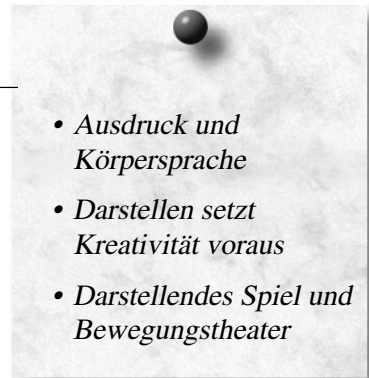 • Ausdruck und
Körpersprache
• Darstellen setzt
Kreativität voraus
• Darstellendes Spiel und
Bewegungstheater